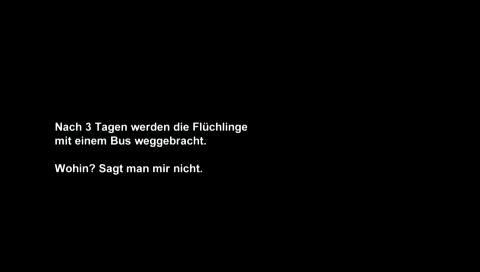 Nach 3 Tagen werden die Flüchlinge
mit einem Bus weggebracht.
Wohin? Sagt man mir nicht.